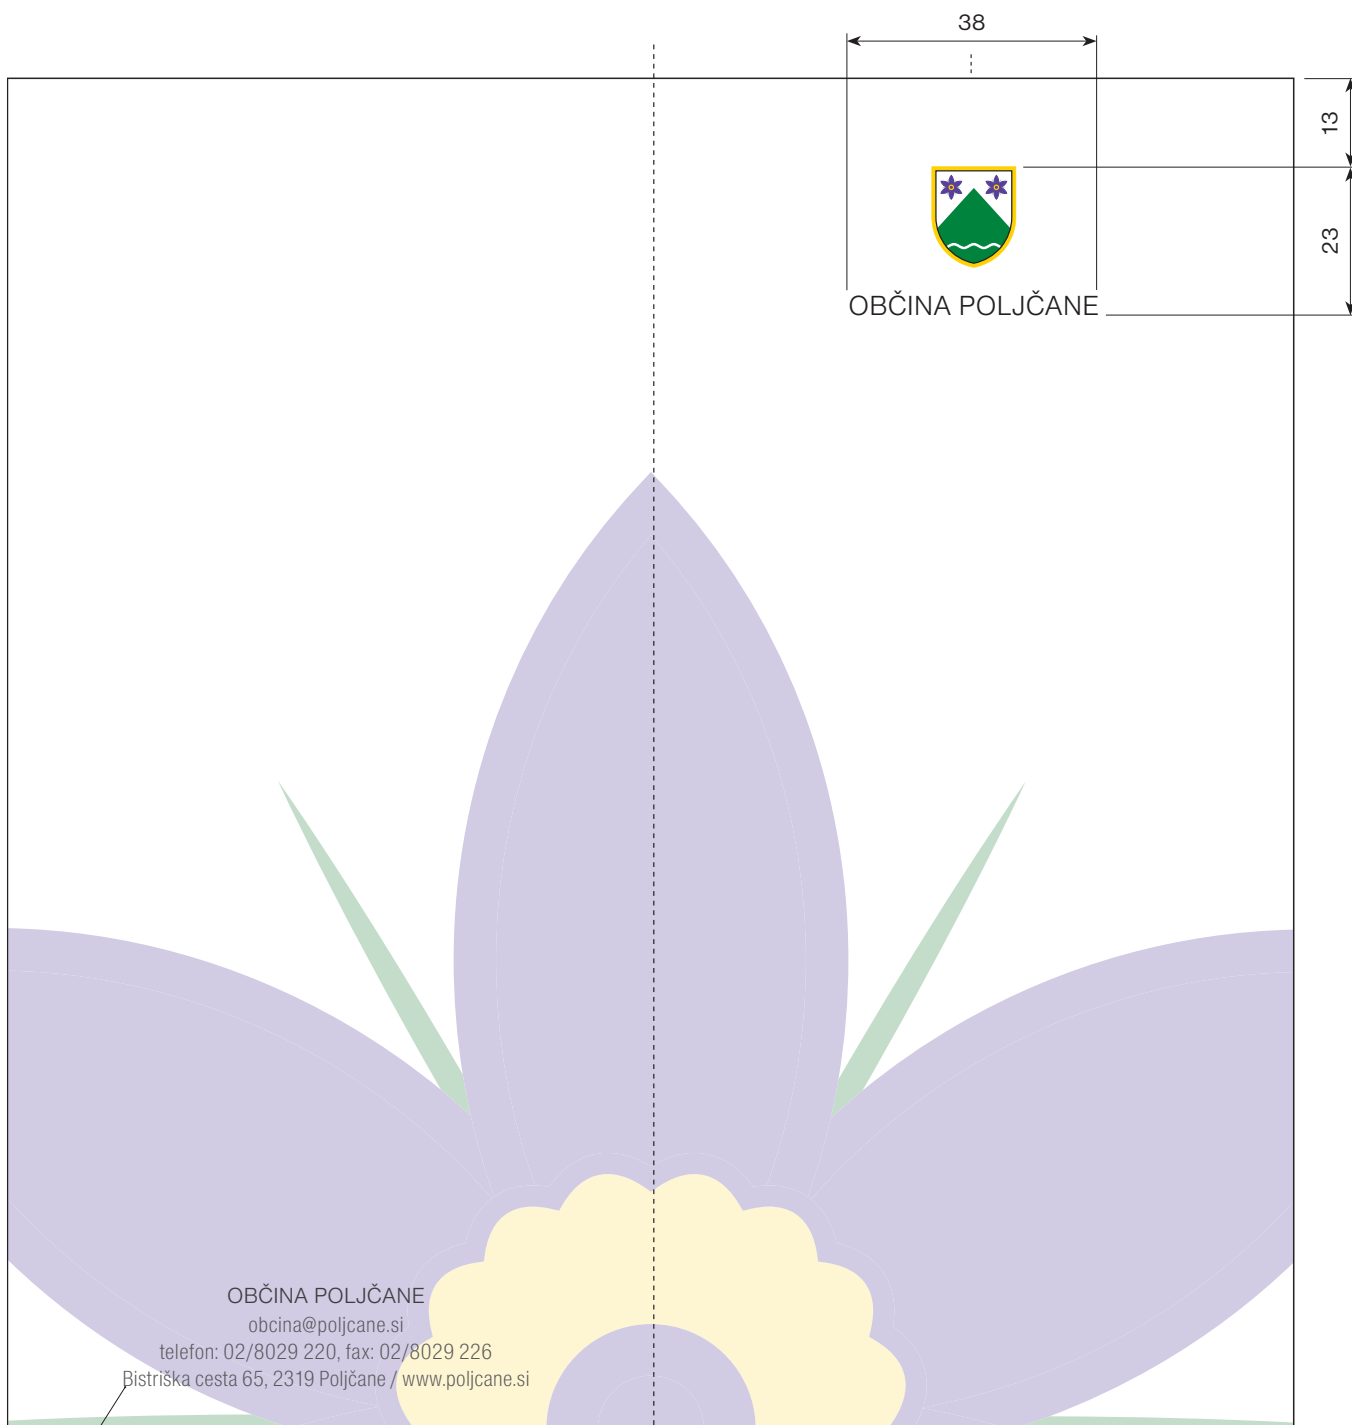 38
13
23
OBČINA POLJČANE
OBČINA POLJČANE
obcina@poljcane.si
telefon: 02/8029 220, fax: 02/8029 226
Bistriška cesta 65, 2319 Poljčane / www.poljcane.si